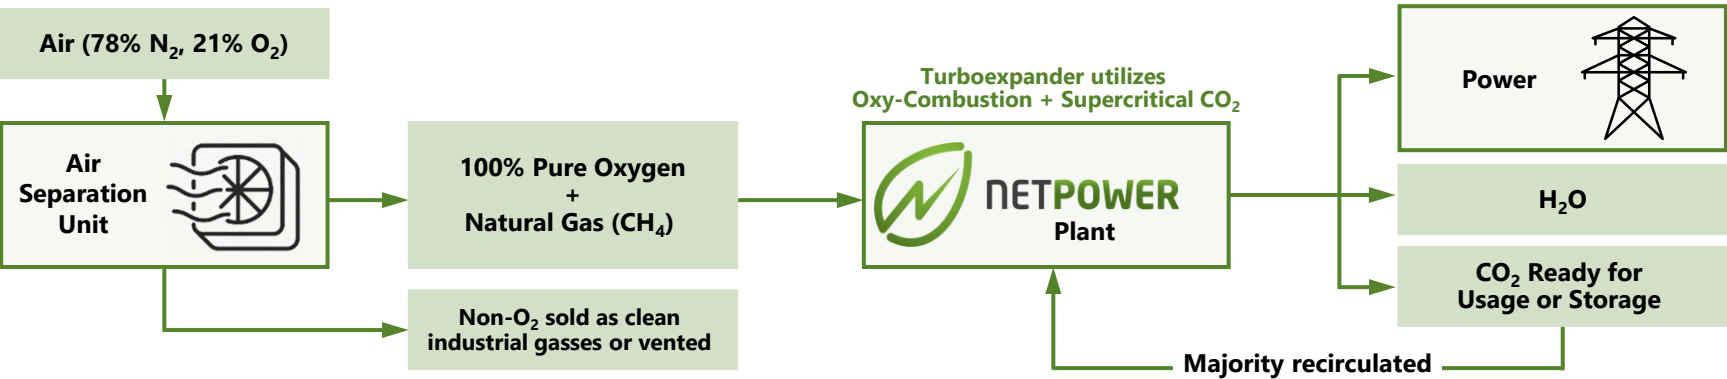 Air (78% N₂, 21% O₂)
Air
Separation
Unit
100% Pure Oxygen
+
Natural Gas (CH₄)
Non-O₂ sold as clean
industrial gasses or vented
Turboexpander utilizes
Oxy-Combustion + Supercritical CO₂
NETPOWER
Plant
Power
H₂O
CO₂ Ready for
Usage or Storage
Majority recirculated